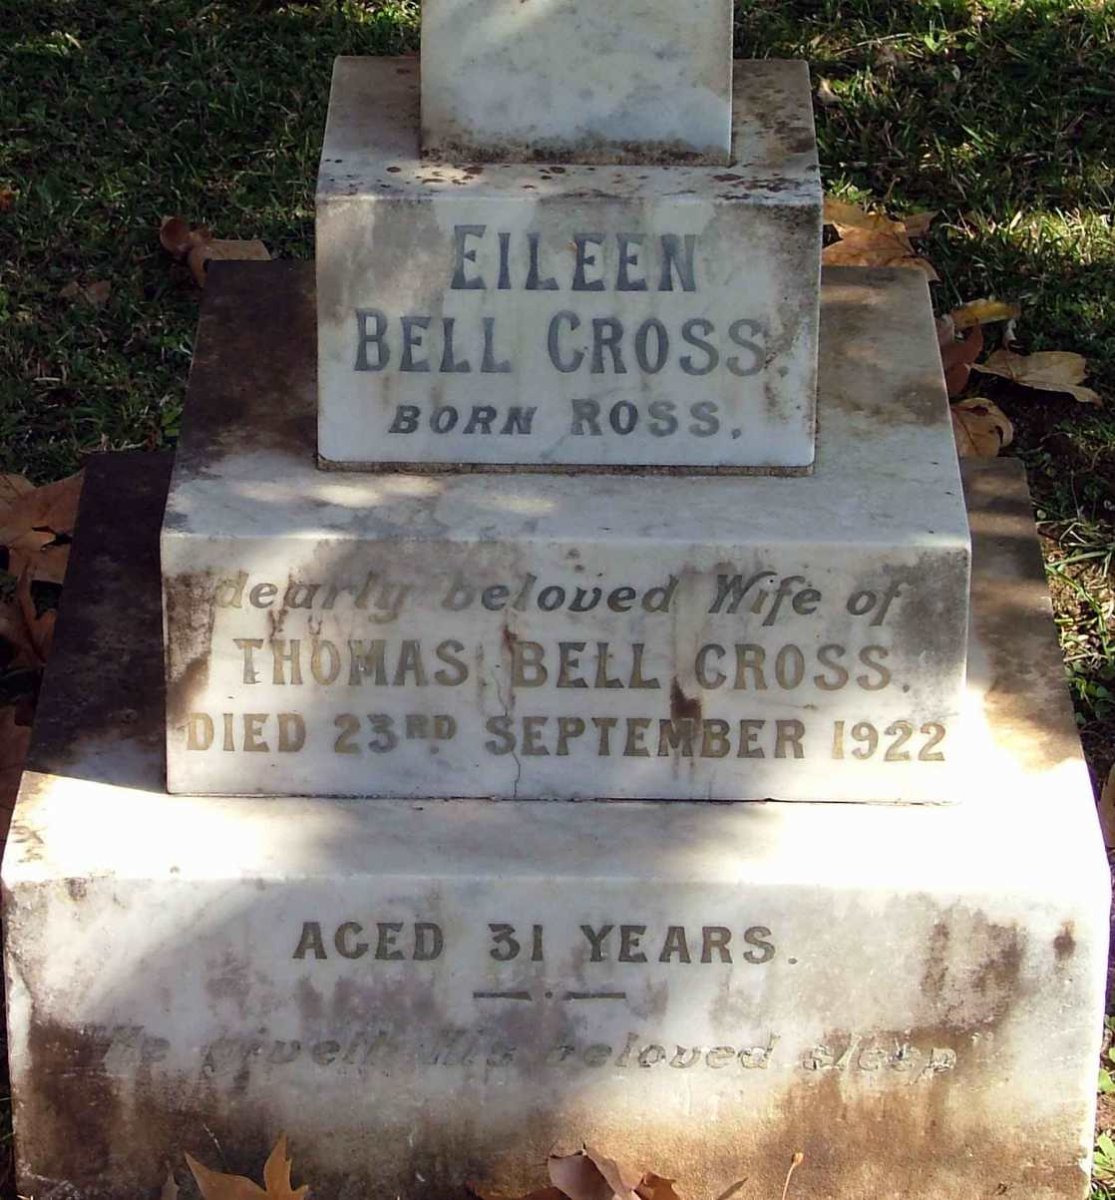 EILEEN
BELL CROSS.
BORN ROSS,
dearly beloved Wife of
THOMAS BELL CROSS.
DIED 23RD SEPTEMBER 1922
AGED 31 YEARS.
He giveth His beloved sleep